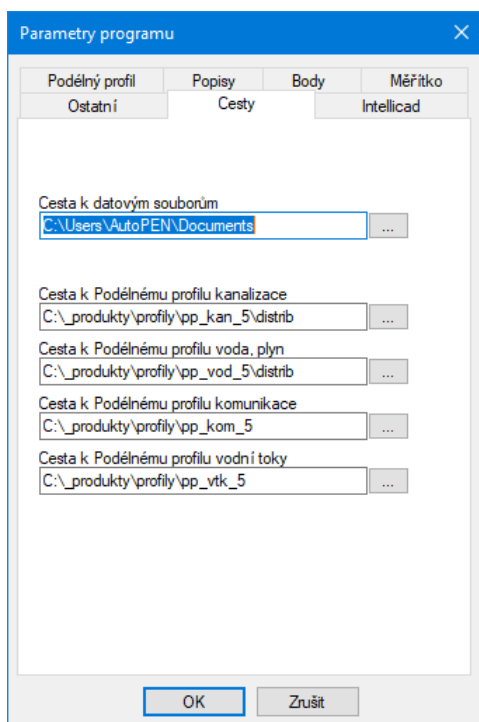 Parametry programu
Podélný profil Popisy Body Měřítko
Ostatní Cesty Intellicad
Cesta k datovým souborům
C:\Users\AutoPEN\Documents
...
Cesta k Podélnému profilu kanalizace
C:\_produkty\profily\pp_kan_5\distrib
...
Cesta k Podélnému profilu voda, plyn
C:\_produkty\profily\pp_vod_5\distrib
...
Cesta k Podélnému profilu komunikace
C:\_produkty\profily\pp_kom_5
...
Cesta k Podélnému profilu vodní toky
C:\_produkty\profily\pp_vtk_5
...
OK Zrušit